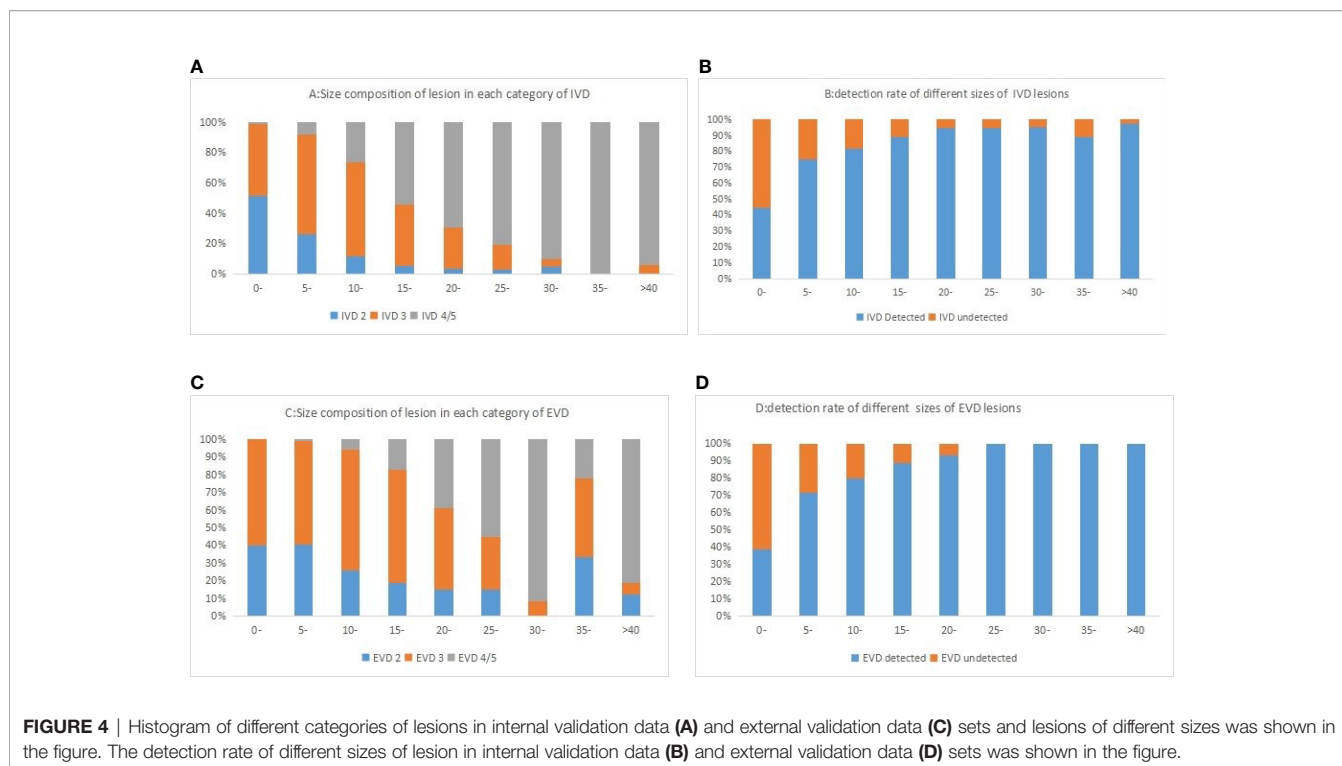 A
A:Size composition of lesion in each category of IVD
100%
80%
60%
40%
20%
0%
0- 5- 10- 15- 20- 25- 30- 35- >40
IVD 2 IVD 3 IVD 4/5
B
B:detection rate of different sizes of IVD lesions
100%
90%
80%
70%
60%
50%
40%
30%
20%
10%
0%
0- 5- 10- 15- 20- 25- 30- 35- >40
IVD Detected IVD undetected
C
C:Size composition of lesion in each category of EVD
100%
90%
80%
70%
60%
50%
40%
30%
20%
10%
0%
0- 5- 10- 15- 20- 25- 30- 35- >40
EVD 2 EVD 3 EVD 4/5
D
D:detection rate of different sizes of EVD lesions
100%
90%
80%
70%
60%
50%
40%
30%
20%
10%
0%
0- 5- 10- 15- 20- 25- 30- 35- >40
EVD detected EVD undetected
FIGURE 4 | Histogram of different categories of lesions in internal validation data (A) and external validation data (C) sets and lesions of different sizes was shown in
the figure. The detection rate of different sizes of lesion in internal validation data (B) and external validation data (D) sets was shown in the figure.